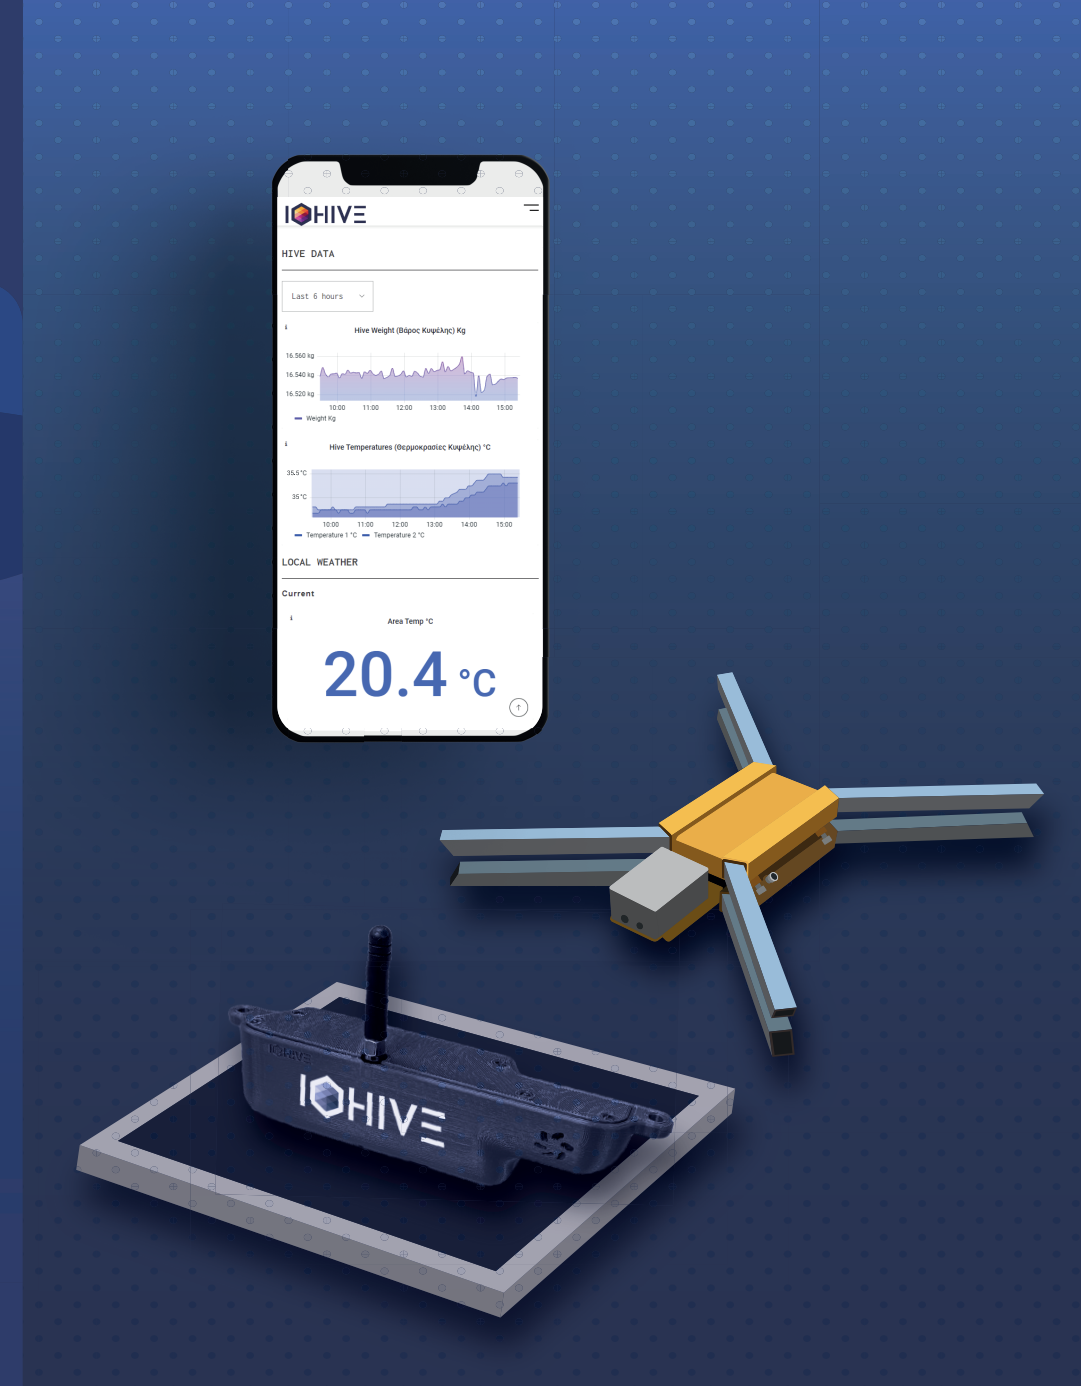 IOHIVE
HIVE DATA
Last 6 hours
Hive Weight (Βάρος Κυψέλης) Kg
16.560 kg
16.540 kg
16.520 kg
10:00 11:00 12:00 13:00 14:00 15:00
Weight Kg
Hive Temperatures (Θερμοκρασίες Κυψέλης) °C
35.5 °C
35 °C
10:00 11:00 12:00 13:00 14:00 15:00
Temperature 1 °C Temperature 2 °C
LOCAL WEATHER
Current
Area Temp °C
20.4 °C
IOHIVE
IOHIVE